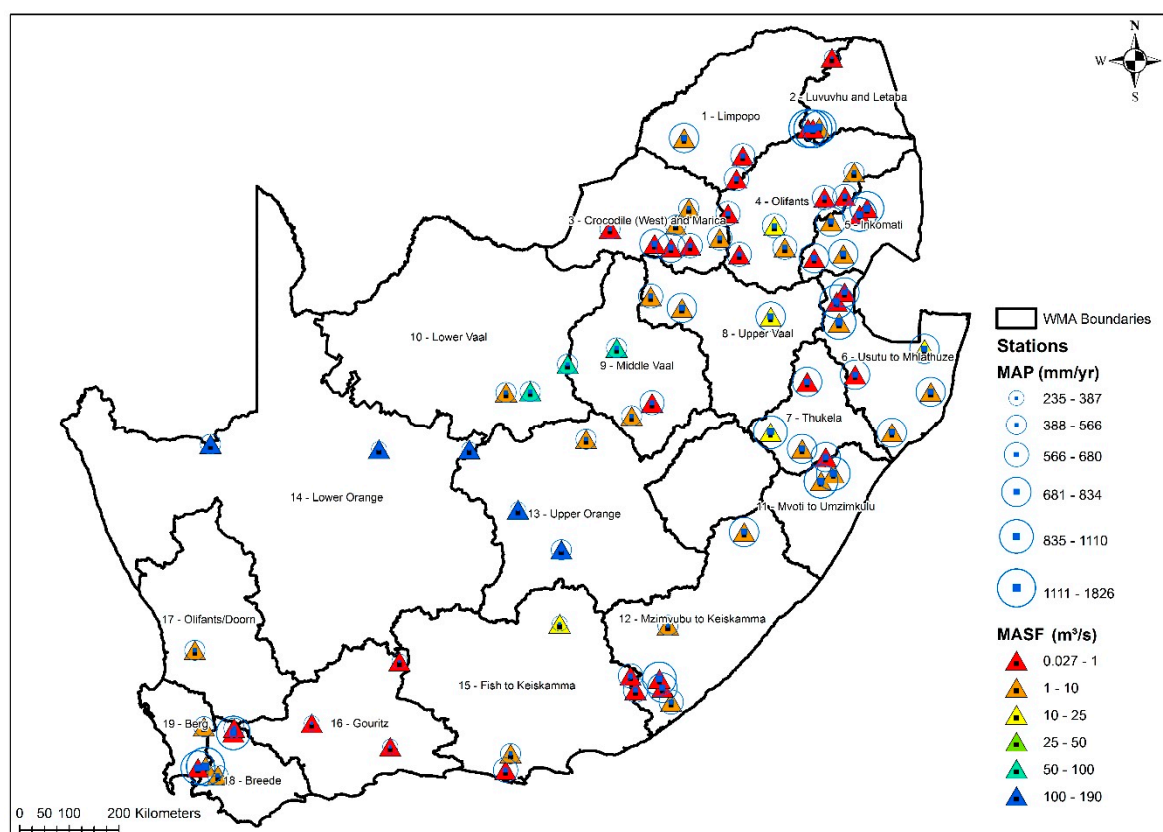 N
W
E
S
2 - Luvuvhu and Letaba
1 - Limpopo
4 - Olifants
3 - Crocodile (West) and Marica
5 - Inkomati
WMA Boundaries
10 - Lower Vaal
8 - Upper Vaal
Stations
6 - Usutu to Mhlathuze
9 - Middle Vaal
MAP (mm/yr)
235 - 387
7 - Thukela
388 - 566
566 - 680
14 - Lower Orange
681 - 834
11 - Mvoti to Umzimkulu
13 - Upper Orange
835 - 1110
1111 - 1826
17 - Olifants/Doorn
12 - Mzimvubu to Keiskamma
MASF (m³/s)
0.027 - 1
15 - Fish to Keiskamma
1 - 10
19 - Berg
16 - Gouritz
10 - 25
25 - 50
18 - Breede
50 - 100
100 - 190
0 50 100 200 Kilometers